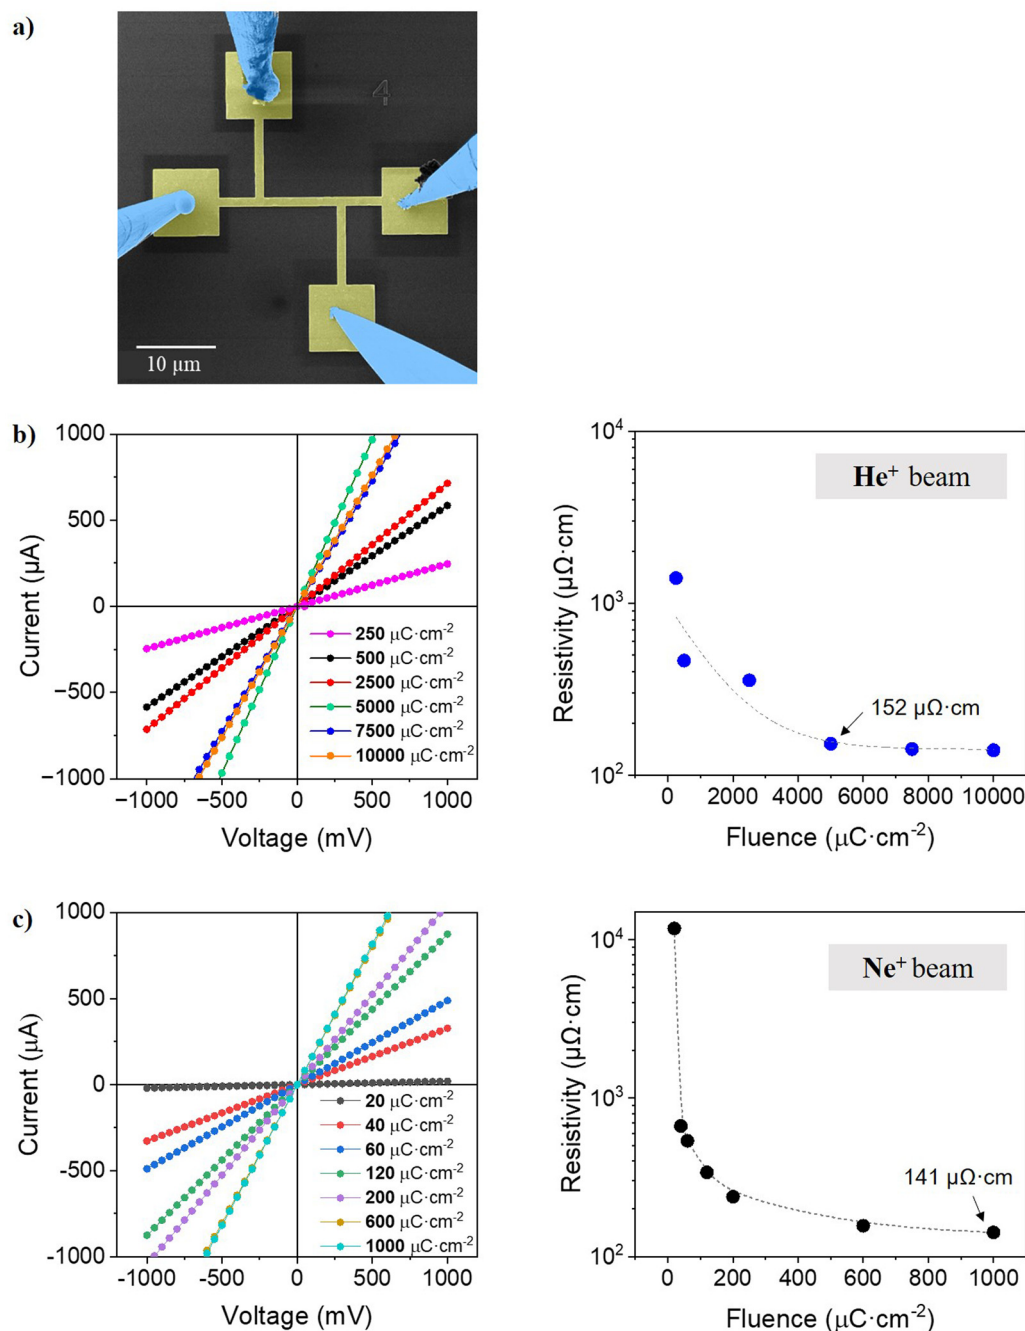 a)
4
10 μm
b)
1000
500
0
−500
−1000
Current (μA)
250 μC·cm-2
500 μC·cm-2
2500 μC·cm-2
5000 μC·cm-2
7500 μC·cm-2
10000 μC·cm-2
−1000 −500 0 500 1000
Voltage (mV)
10⁴
10³
10²
Resistivity (μΩ·cm)
He⁺ beam
152 μΩ·cm
0 2000 4000 6000 8000 10000
Fluence (μC·cm-2)
c)
1000
500
0
-500
-1000
Current (μA)
20 μC·cm-2
40 μC·cm-2
60 μC·cm-2
120 μC·cm-2
200 μC·cm-2
600 μC·cm-2
1000 μC·cm-2
-1000 -500 0 500 1000
Voltage (mV)
10⁴
10³
10²
Resistivity (μΩ·cm)
Ne⁺ beam
141 μΩ·cm
0 200 400 600 800 1000
Fluence (μC·cm-2)